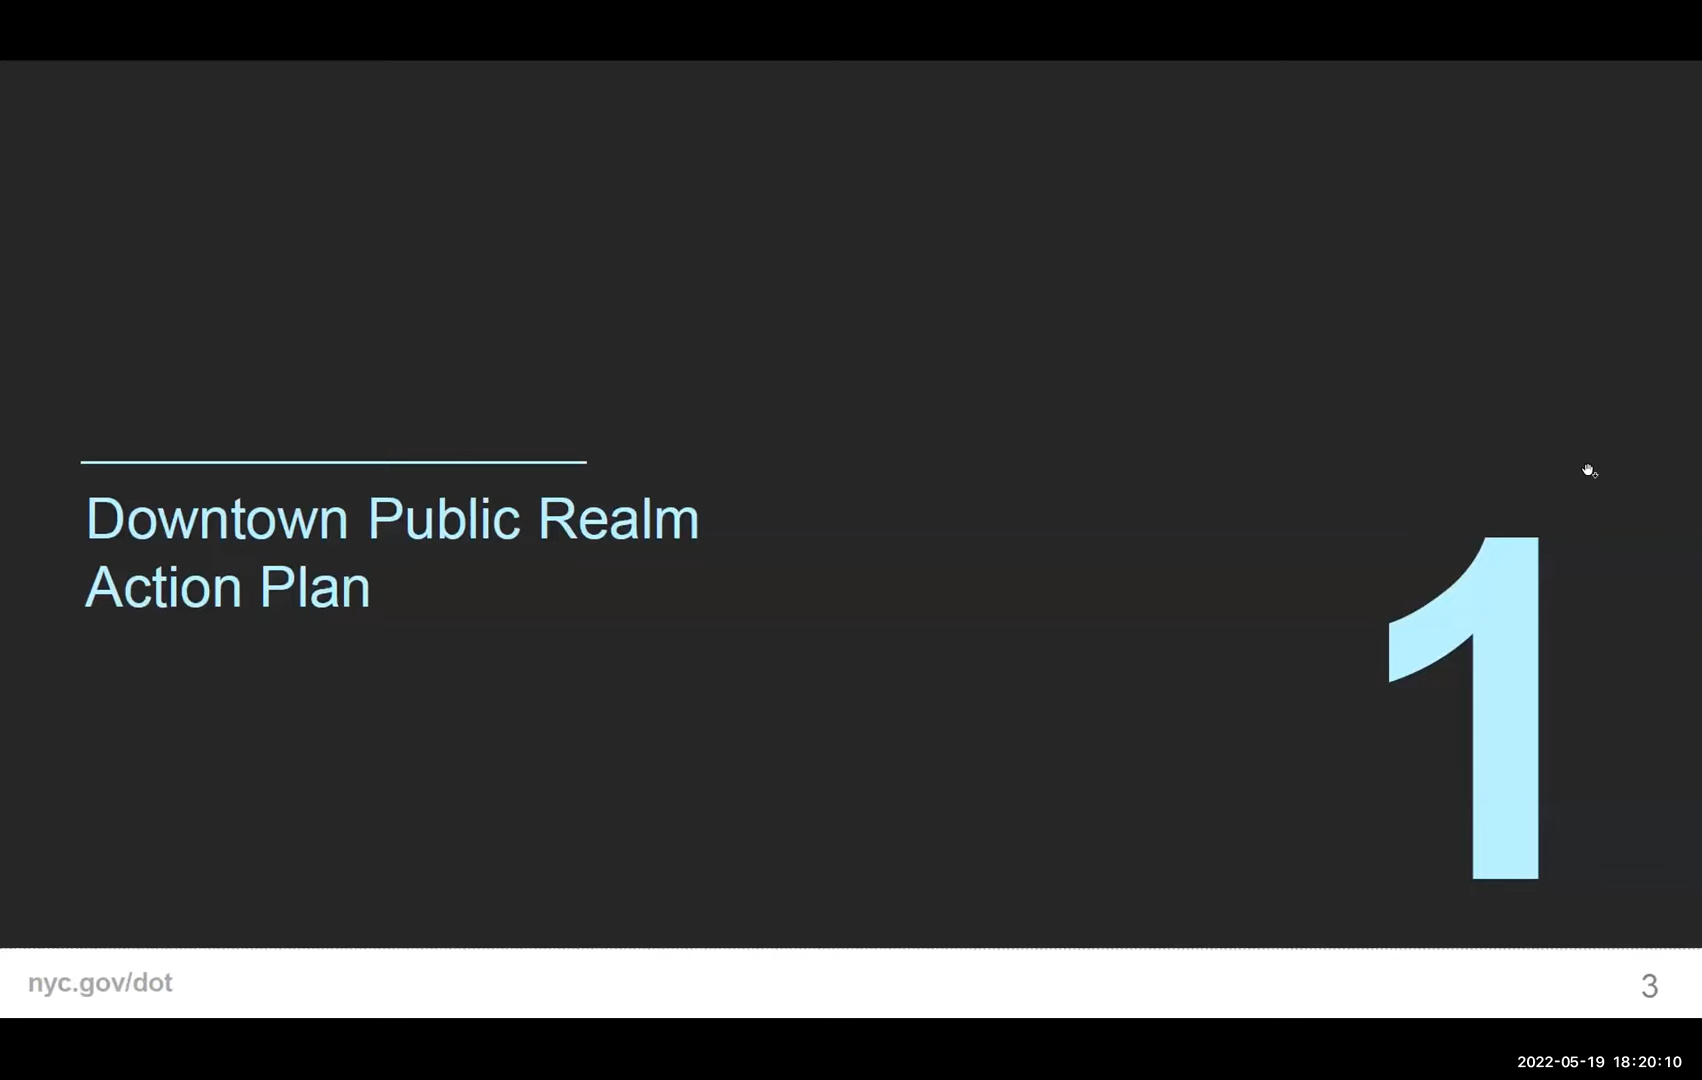 Downtown Public Realm
Action Plan
1
nyc.gov/dot
3
2022-05-19 18:20:10